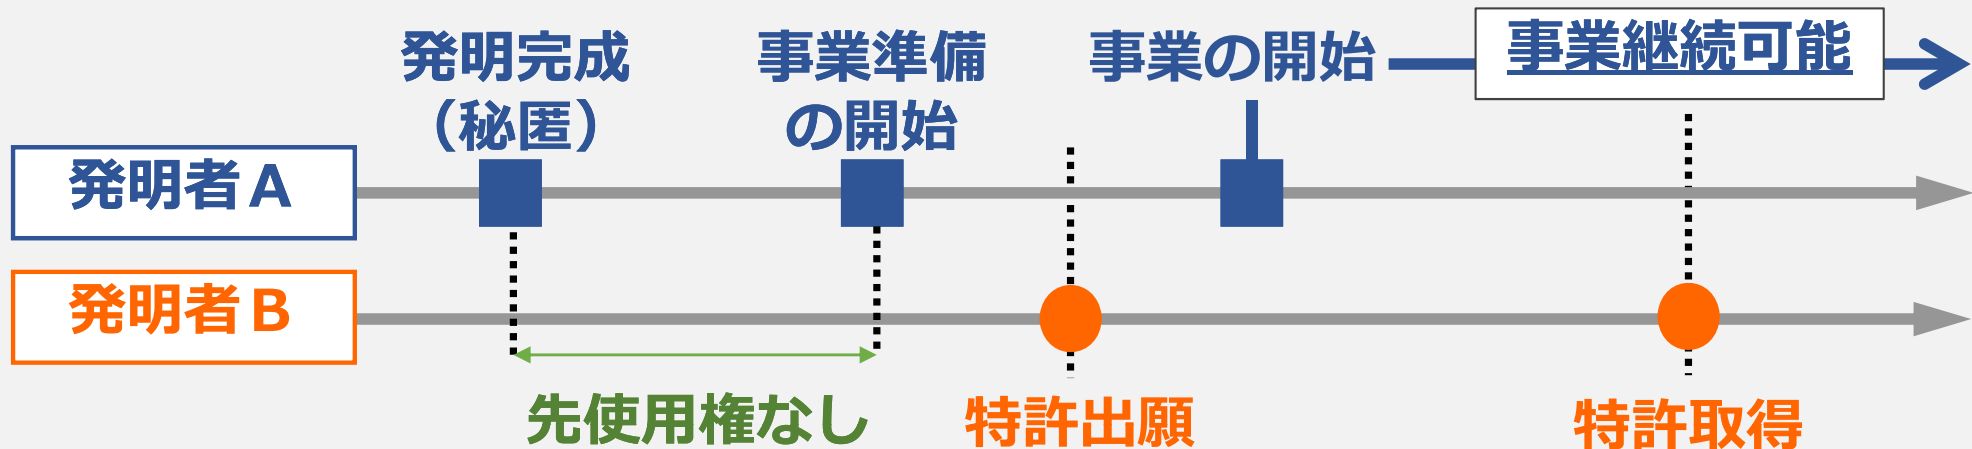 発明完成
（秘匿）
事業準備
の開始
事業の開始
事業継続可能
発明者Ａ
発明者Ｂ
先使用権なし
特許出願
特許取得